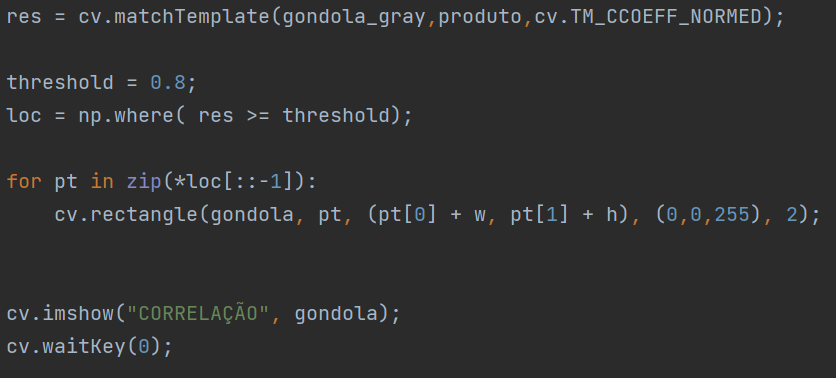 res = cv.matchTemplate(gondola_gray,produto,cv.TM_CCOEFF_NORMED);
threshold = 0.8;
loc = np.where( res >= threshold);
for pt in zip(*loc[::-1]):
    cv.rectangle(gondola, pt, (pt[0] + w, pt[1] + h), (0,0,255), 2);
cv.imshow("CORRELAÇÃO", gondola);
cv.waitKey(0);